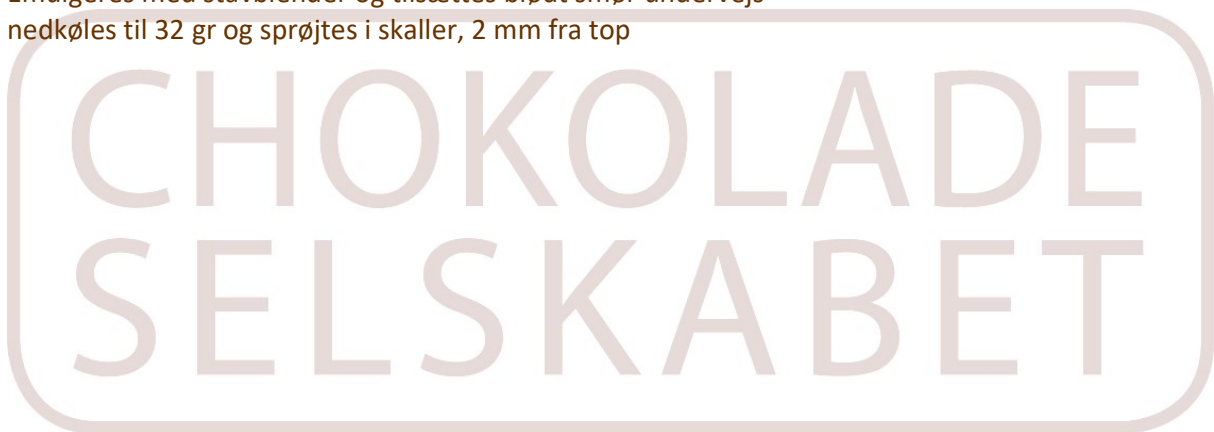 nedkøles til 32 gr og sprøjtes i skaller, 2 mm fra top
CHOKOLADE
SELSKABET